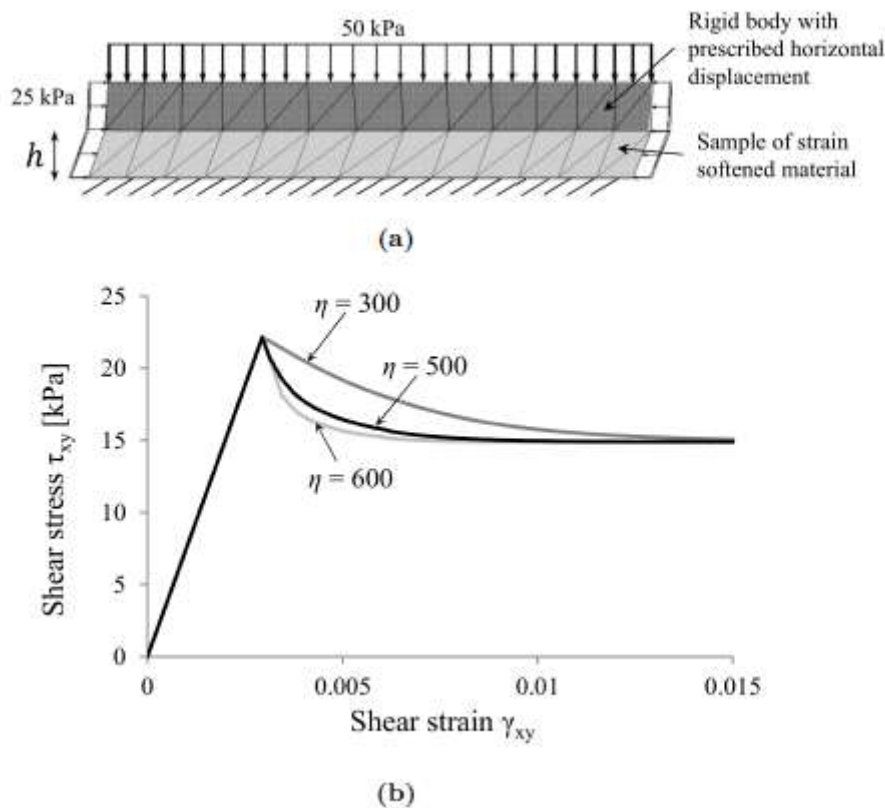 50 kPa
Rigid body with
prescribed horizontal
displacement
25 kPa
h
Sample of strain
softened material
(a)
25
20
15
10
5
0
Shear stress τxy [kPa]
η = 300
η = 500
η = 600
0
0.005
0.01
0.015
Shear strain γxy
(b)